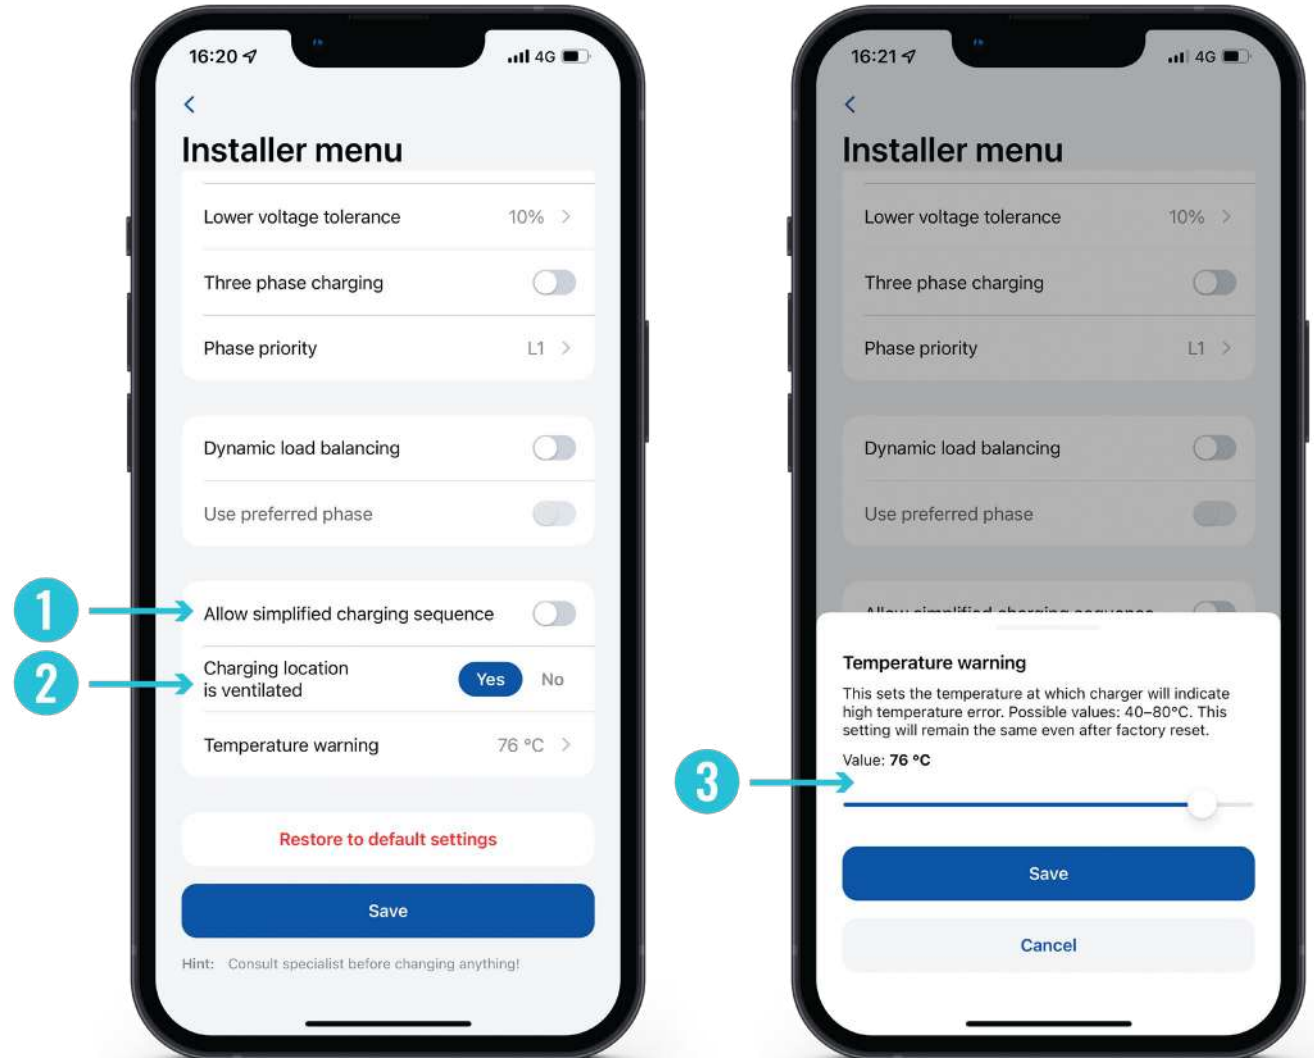 16:20
4G
Installer menu
Lower voltage tolerance 10%
Three phase charging
Phase priority L1
Dynamic load balancing
Use preferred phase
1
Allow simplified charging sequence
2
Charging location
is ventilated
Yes No
Temperature warning 76 °C
Restore to default settings
Save
Hint: Consult specialist before changing anything!
16:21
4G
Installer menu
Lower voltage tolerance 10%
Three phase charging
Phase priority L1
Dynamic load balancing
Use preferred phase
Allow simplified charging sequence
Temperature warning
This sets the temperature at which charger will indicate
high temperature error. Possible values: 40–80°C. This
setting will remain the same even after factory reset.
Value: 76 °C
3
Save
Cancel